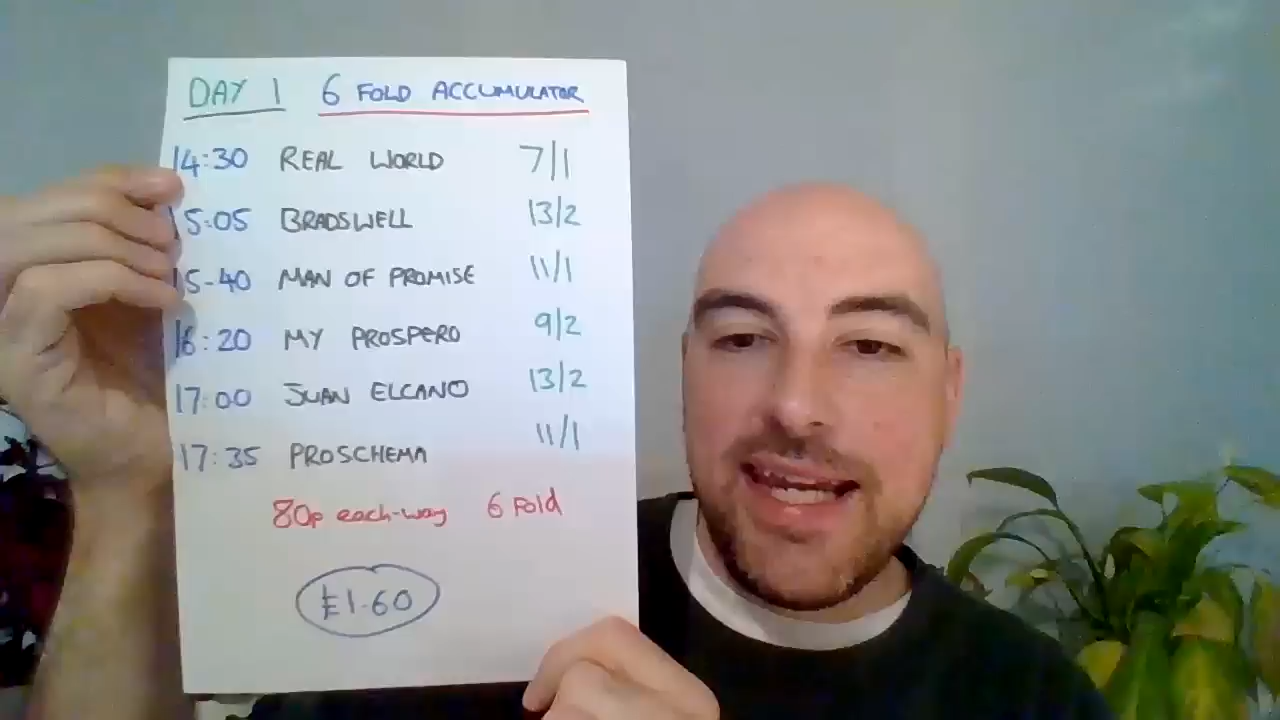 DAY 1 6 FOLD ACCUMULATOR
14:30 REAL WORLD 7/1
15:05 BRADSWELL 13/2
15-40 MAN OF PROMISE 11/1
16:20 MY PROSPERO 9/2
17:00 JUAN ELCANO 13/2
17:35 PROSCHEMA 11/1
80p each-way 6 Fold
£1.60